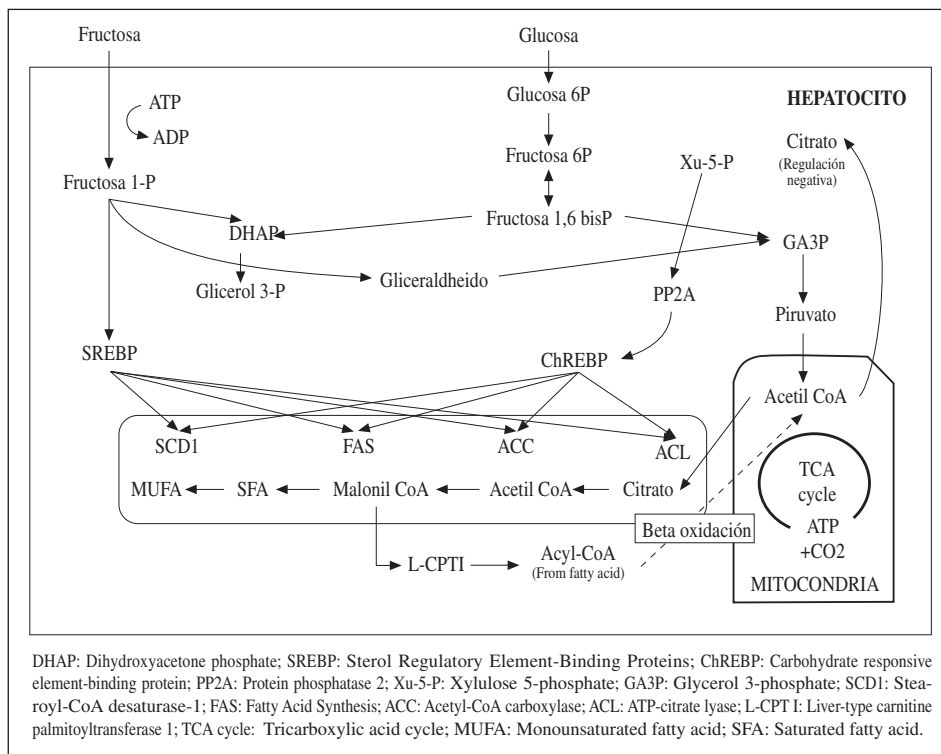 Fructosa
Glucosa
ATP
ADP
Glucosa 6P
HEPATOCITO
Citrato
(Regulación
negativa)
Fructosa 6P
Xu-5-P
Fructosa 1-P
Fructosa 1,6 bisP
DHAP
GA3P
Gliceraldheido
Glicerol 3-P
PP2A
Piruvato
SREBP
ChREBP
Acetil CoA
SCD1
FAS
ACC
ACL
MUFA
SFA
Malonil CoA
Acetil CoA
Citrato
TCA
cycle
ATP
+CO2
Beta oxidación
L-CPTI
Acyl-CoA
(From fatty acid)
MITOCONDRIA
DHAP: Dihydroxyacetone phosphate; SREBP: Sterol Regulatory Element-Binding Proteins; ChREBP: Carbohydrate responsive
element-binding protein; PP2A: Protein phosphatase 2; Xu-5-P: Xylulose 5-phosphate; GA3P: Glycerol 3-phosphate; SCD1: Stea-
royl-CoA desaturase-1; FAS: Fatty Acid Synthesis; ACC: Acetyl-CoA carboxylase; ACL: ATP-citrate lyase; L-CPT I: Liver-type carnitine
palmitoyltransferase 1; TCA cycle: Tricarboxylic acid cycle; MUFA: Monounsaturated fatty acid; SFA: Saturated fatty acid.